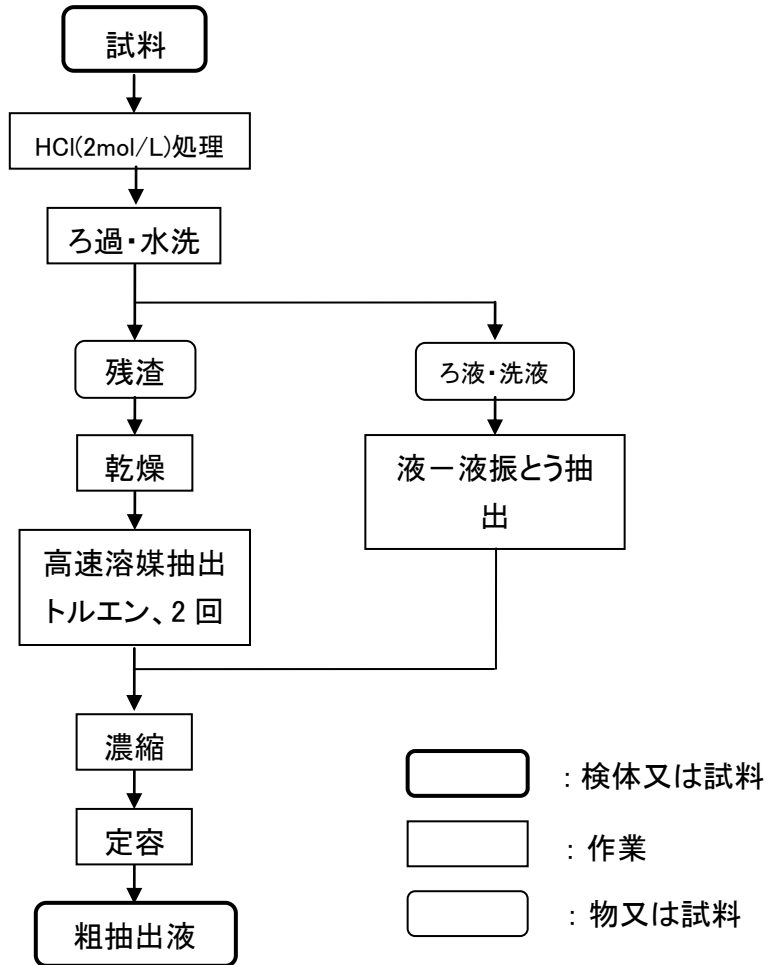 試料
HCl(2mol/L)処理
ろ過・水洗
残渣
ろ液・洗液
乾燥
液－液振とう抽
出
高速溶媒抽出
トルエン、2回
濃縮
定容
粗抽出液
：検体又は試料
：作業
：物又は試料